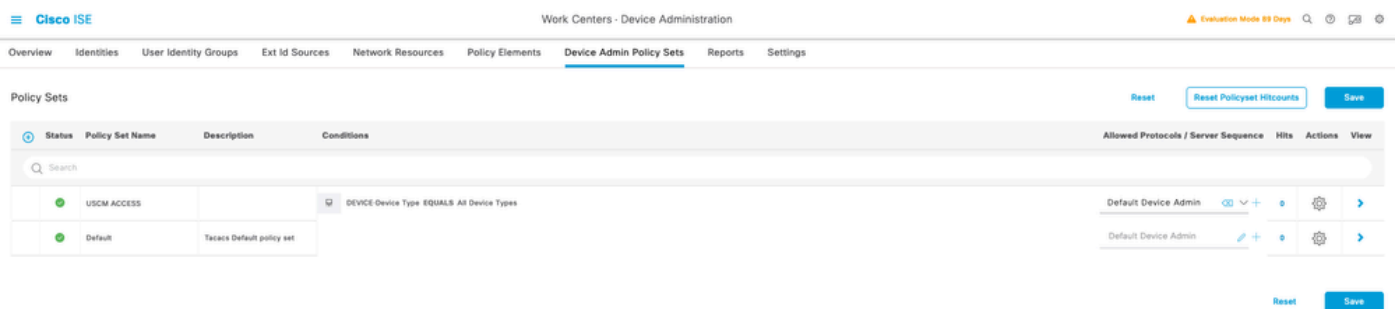 Cisco ISE
Work Centers · Device Administration
Evaluation Mode 89 Days
Overview Identities User Identity Groups Ext Id Sources Network Resources Policy Elements Device Admin Policy Sets Reports Settings
Policy Sets
Reset Reset Policyset Hitcounts Save
Status Policy Set Name Description Conditions Allowed Protocols / Server Sequence Hits Actions View
Search
USCM ACCESS DEVICE·Device Type EQUALS All Device Types Default Device Admin 0
Default Tacacs Default policy set Default Device Admin 0
Reset Save